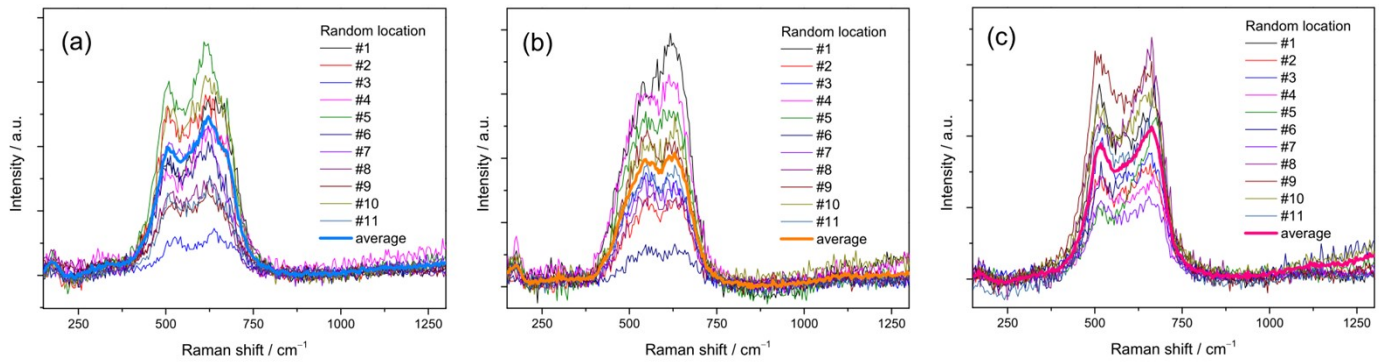 (a)
Random location
#1
#2
#3
#4
#5
#6
#7
#8
#9
#10
#11
average
Intensity / a.u.
250 500 750 1000 1250
Raman shift / cm⁻¹
(b)
Random location
#1
#2
#3
#4
#5
#6
#7
#8
#9
#10
#11
average
Intensity / a.u.
250 500 750 1000 1250
Raman shift / cm⁻¹
(c)
Random location
#1
#2
#3
#4
#5
#6
#7
#8
#9
#10
#11
average
Intensity / a.u.
250 500 750 1000 1250
Raman shift / cm⁻¹